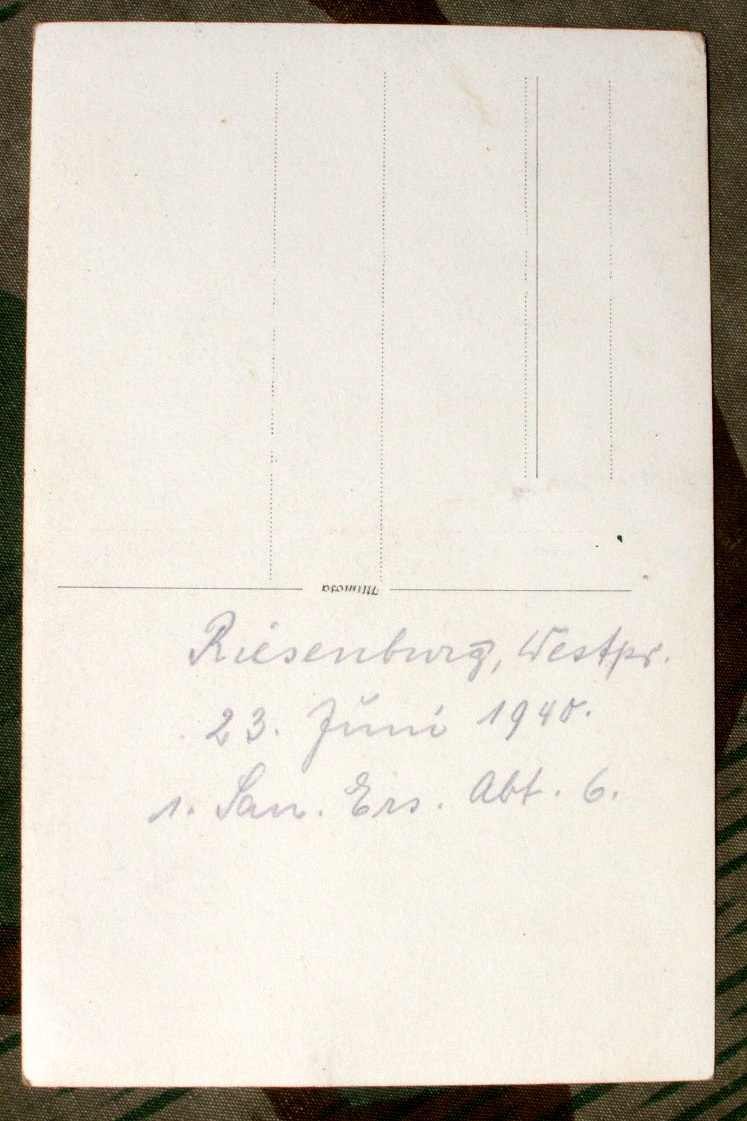 Mimosa
Riesenburg, Westpr.
23. Juni 1940.
1. San. Ers. Abt. 6.